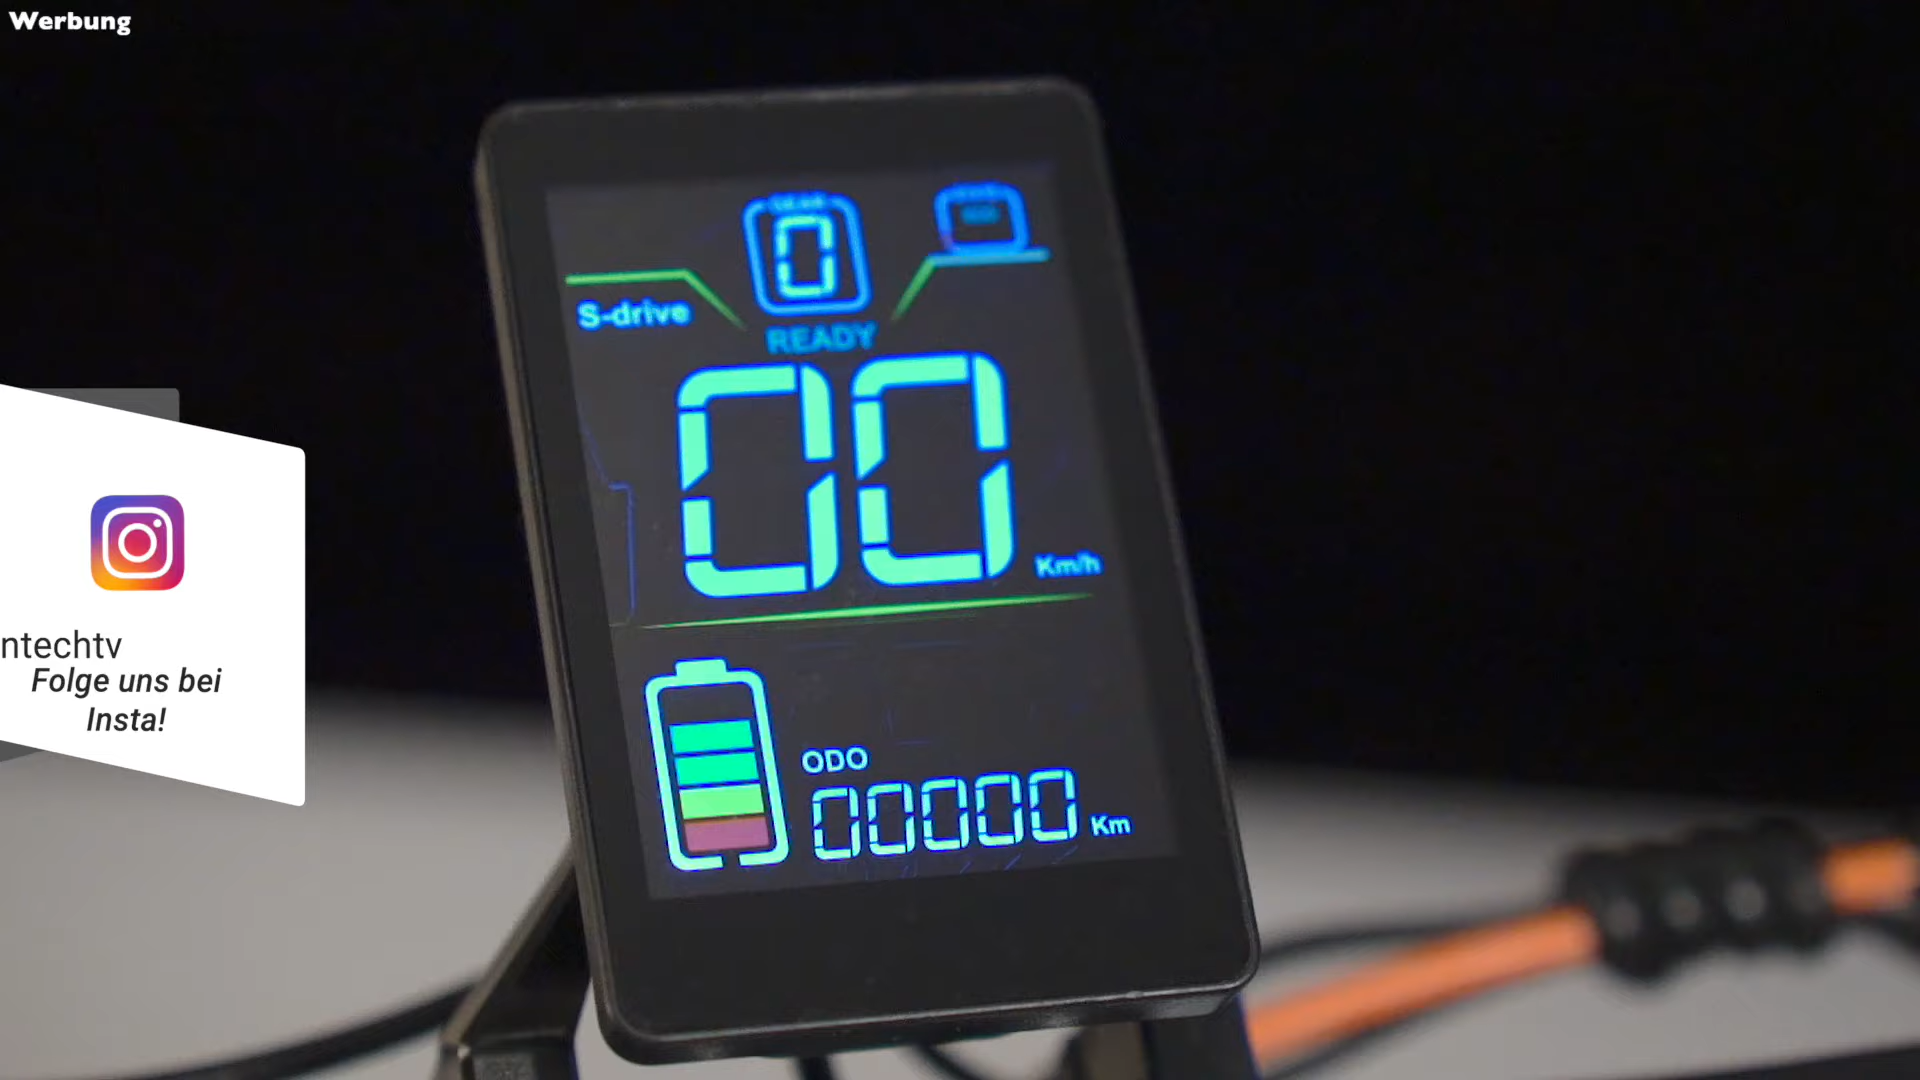 Werbung
0
S-drive
READY
00
Km/h
ODO
00000
Km
ntechtv
Folge uns bei
Insta!